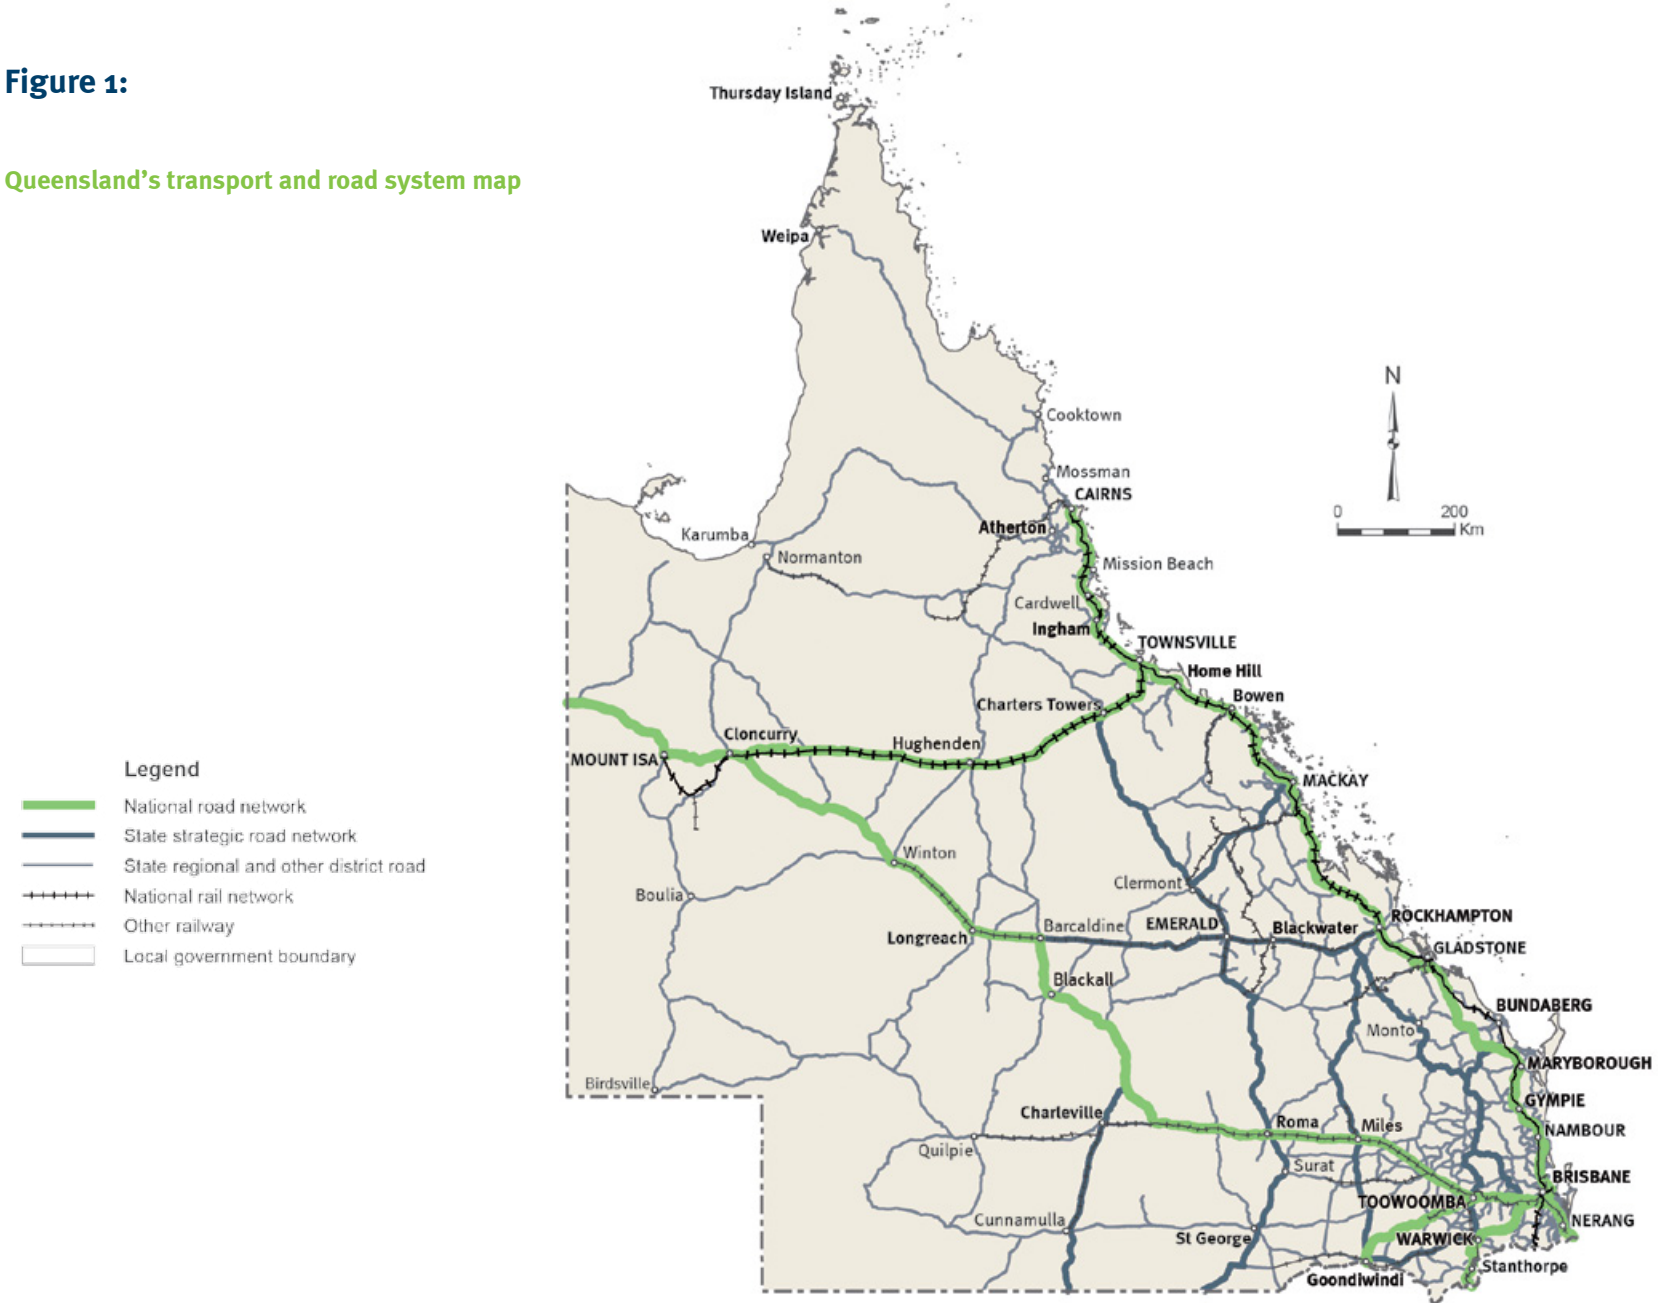 Figure 1:
Queensland's transport and road system map
Thursday Island
Weipa
N
0 200
Km
Cooktown
Mossman
CAIRNS
Atherton
Karumba
Normanton
Mission Beach
Cardwell
Ingham
TOWNSVILLE
Home Hill
Bowen
Charters Towers
Cloncurry
Hughenden
MOUNT ISA
MACKAY
Winton
Clermont
Boulia
Barcaldine
EMERALD
Blackwater
ROCKHAMPTON
Longreach
GLADSTONE
Blackall
BUNDABERG
Monto
MARYBOROUGH
Birdsville
GYMPIE
Charleville
Roma
Miles
NAMBOUR
Quilpie
Surat
BRISBANE
TOOWOOMBA
Cunnamulla
NERANG
St George
WARWICK
Stanthorpe
Goondiwindi
Legend
National road network
State strategic road network
State regional and other district road
National rail network
Other railway
Local government boundary